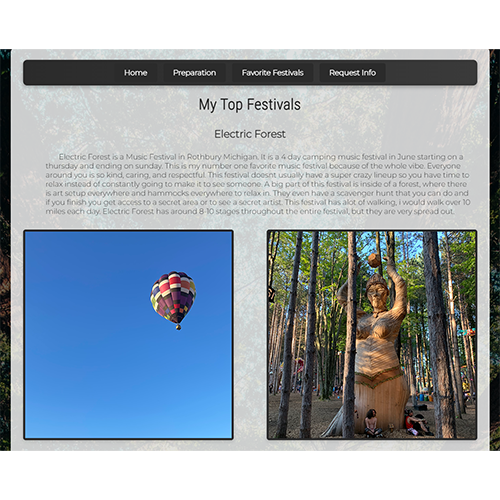 Home Preparation Favorite Festivals Request Info
My Top Festivals
Electric Forest
Electric Forest is a Music Festival in Rothbury Michigan. It is a 4 day camping music festival in June starting on a
thursday and ending on sunday. This is my number one favorite music festival because of the whole vibe. Everyone
around you is so kind, caring, and respectful. This festival doesnt usually have a super crazy lineup so you have time to
relax instead of constantly going to make it to see someone. A big part of this festival is inside of a forest, where there
is art setup everywhere and hammocks everywhere to relax in. They even have a scavenger hunt that you can do and
if you finish you get access to a secret area or to see a secret artist. This festival has alot of walking, i would walk over 10
miles each day. Electric Forest has around 8-10 stages throughout the entire festival, but they are very spread out.